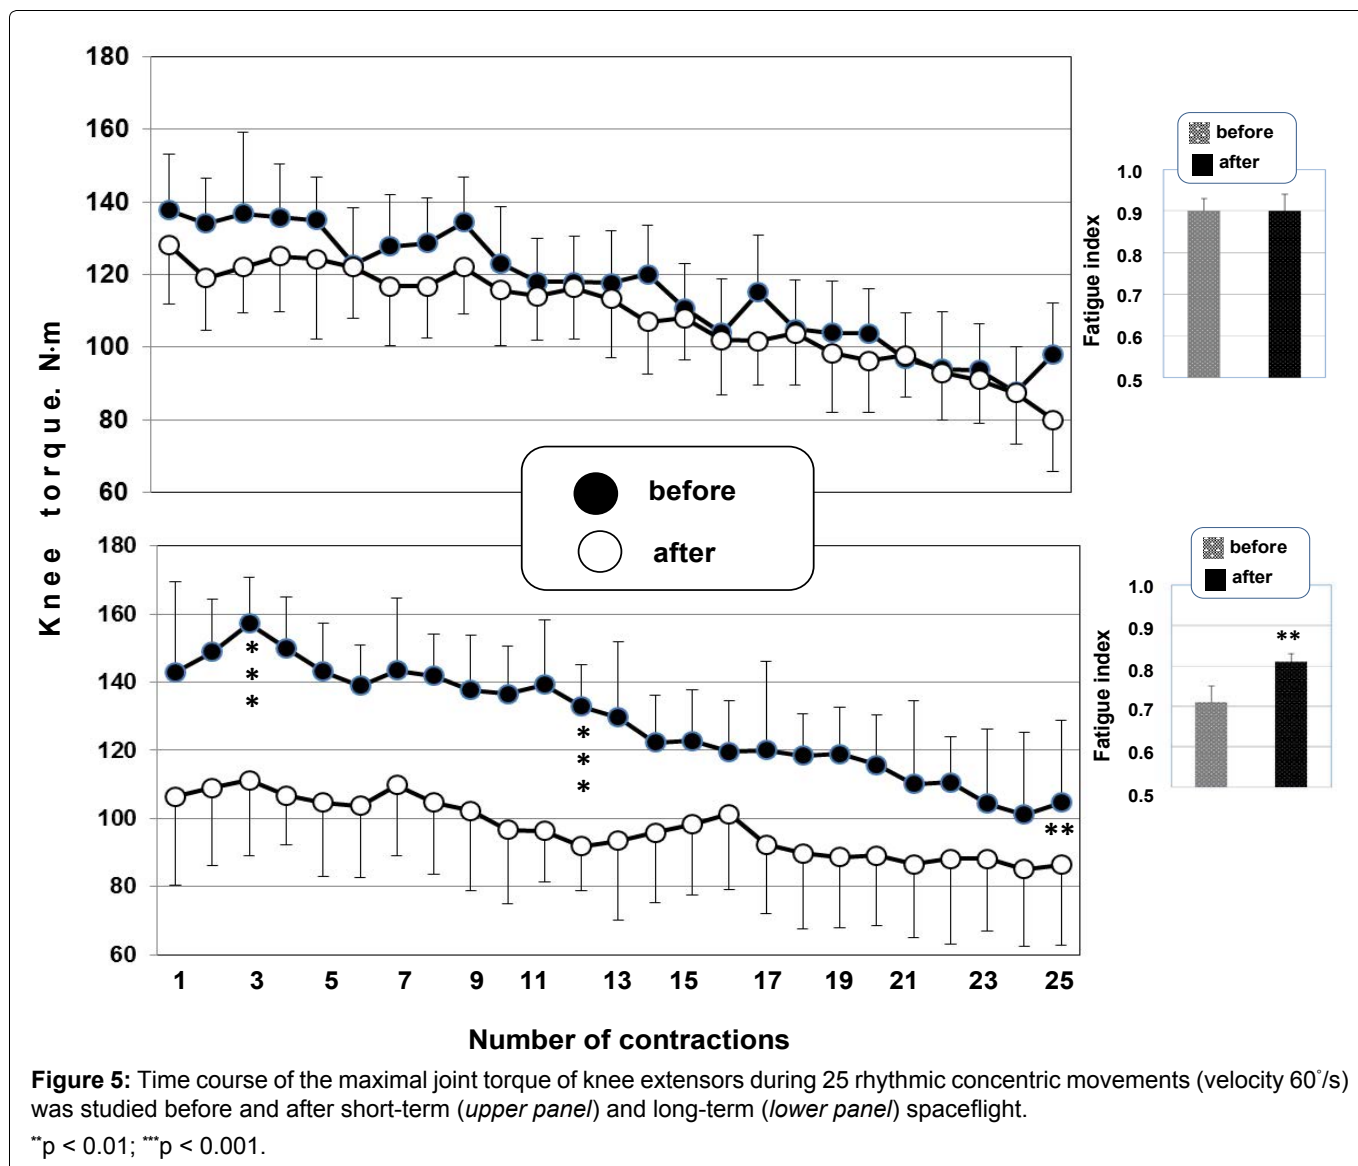 180
160
140
120
100
80
60
Knee torque. N·m
before
after
1.0
0.9
0.8
0.7
0.6
0.5
Fatigue index
before
after
180
160
140
120
100
80
60
***
***
**
1 3 5 7 9 11 13 15 17 19 21 23 25
Number of contractions
before
after
1.0
0.9
0.8
0.7
0.6
0.5
Fatigue index
**
Figure 5: Time course of the maximal joint torque of knee extensors during 25 rhythmic concentric movements (velocity 60°/s)
was studied before and after short-term (upper panel) and long-term (lower panel) spaceflight.
**p < 0.01; ***p < 0.001.